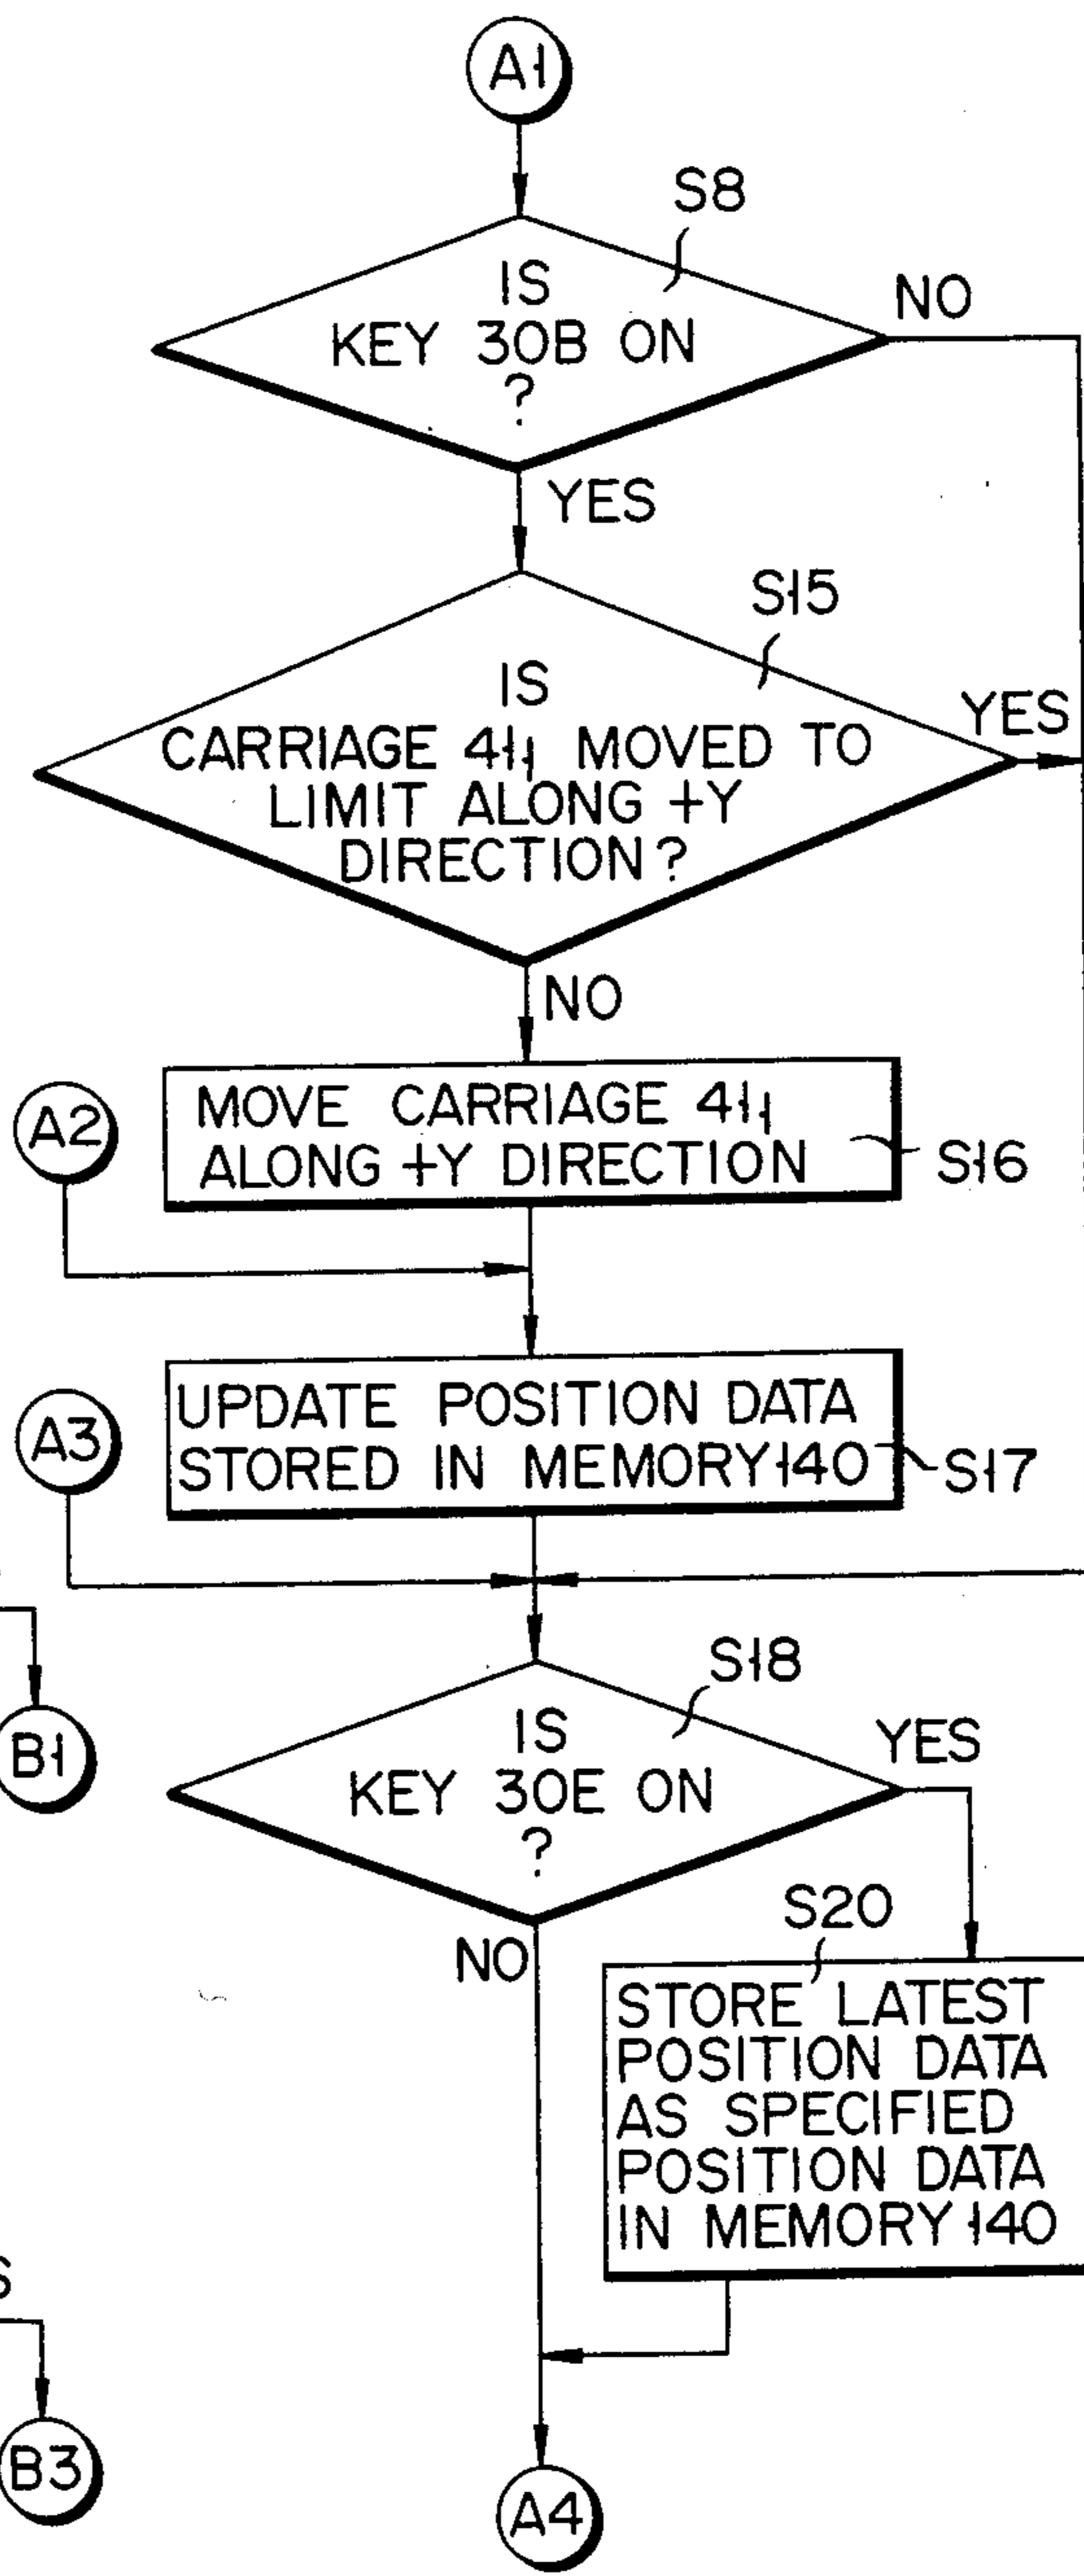 A1
S8
IS
KEY 30B ON
?
NO
YES
S15
IS
CARRIAGE 41₁ MOVED TO
LIMIT ALONG +Y
DIRECTION?
YES
NO
A2
MOVE CARRIAGE 41₁
ALONG +Y DIRECTION
S16
A3
UPDATE POSITION DATA
STORED IN MEMORY 140
S17
B1
S18
IS
KEY 30E ON
?
YES
NO
S20
STORE LATEST
POSITION DATA
AS SPECIFIED
POSITION DATA
IN MEMORY 140
S
B3
A4